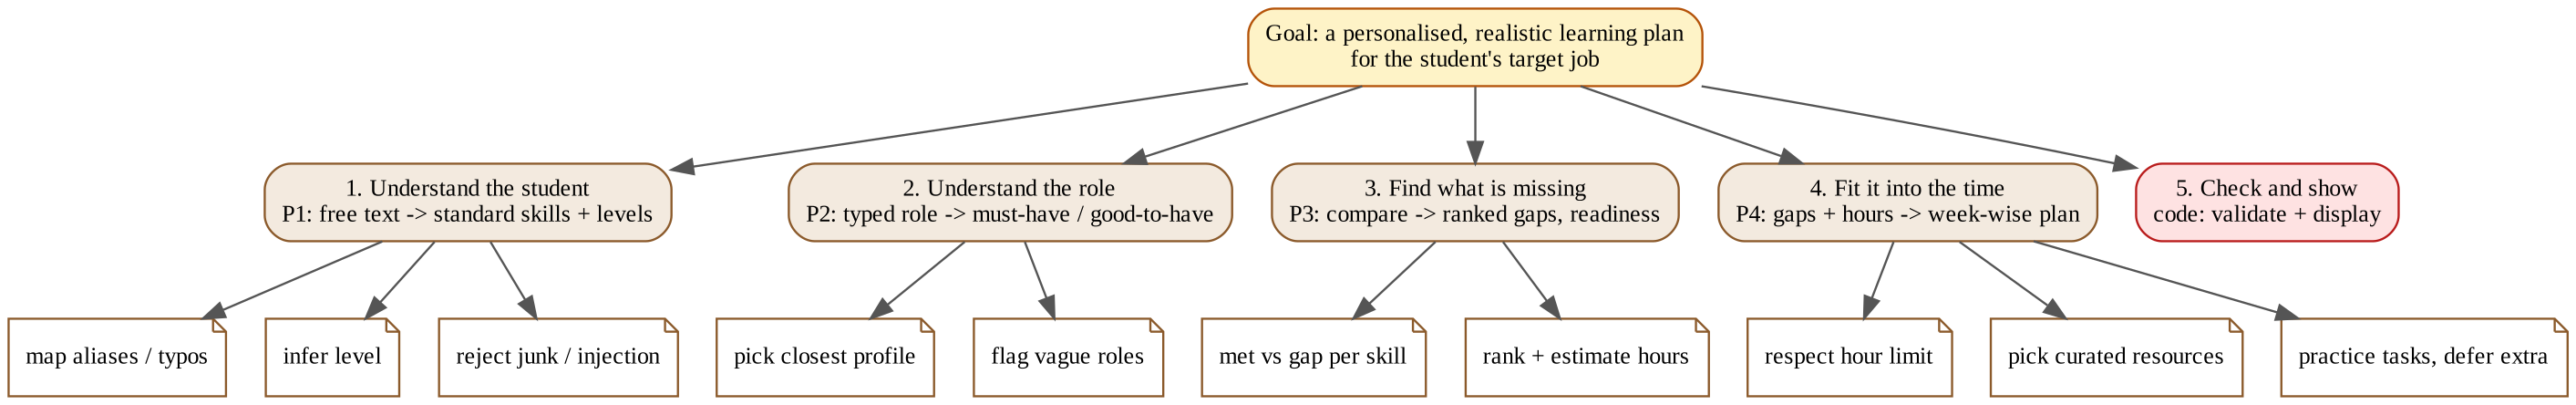 Goal: a personalised, realistic learning plan
for the student's target job
1. Understand the student
P1: free text -> standard skills + levels
2. Understand the role
P2: typed role -> must-have / good-to-have
3. Find what is missing
P3: compare -> ranked gaps, readiness
4. Fit it into the time
P4: gaps + hours -> week-wise plan
5. Check and show
code: validate + display
map aliases / typos
infer level
reject junk / injection
pick closest profile
flag vague roles
met vs gap per skill
rank + estimate hours
respect hour limit
pick curated resources
practice tasks, defer extra